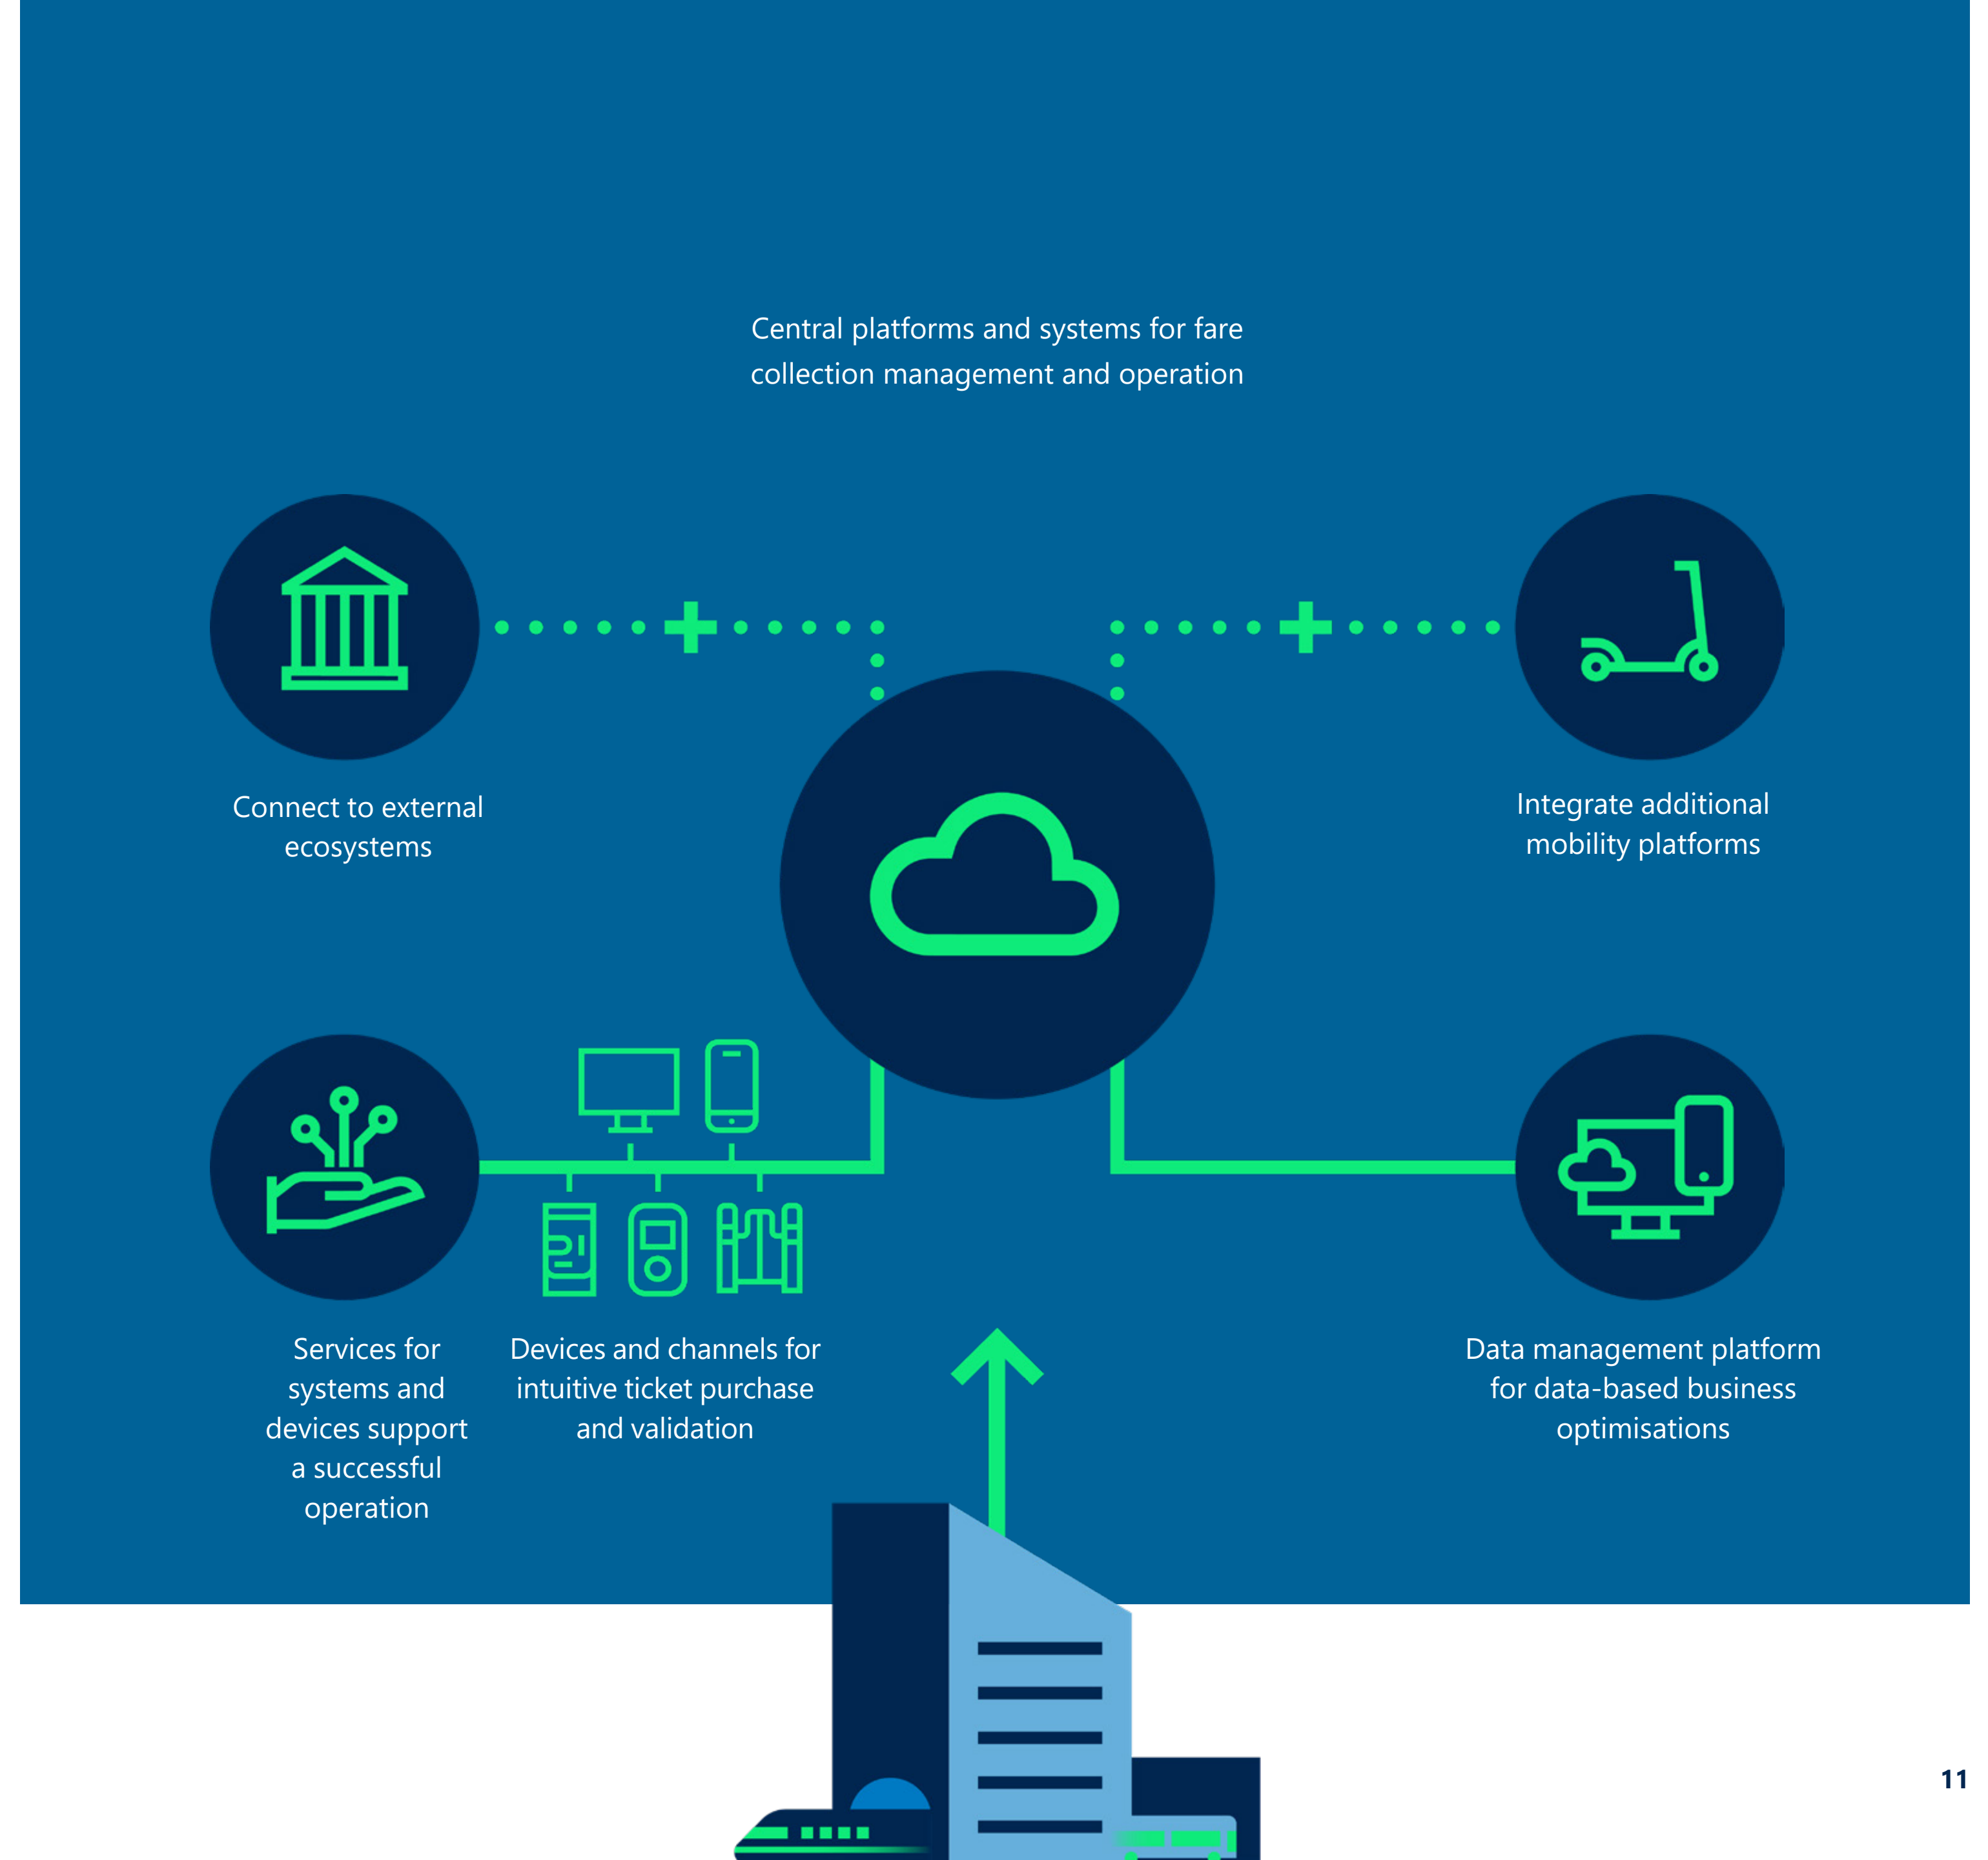 Central platforms and systems for fare
collection management and operation
Connect to external
ecosystems
Integrate additional
mobility platforms
Services for
systems and
devices support
a successful
operation
Devices and channels for
intuitive ticket purchase
and validation
Data management platform
for data-based business
optimisations
11